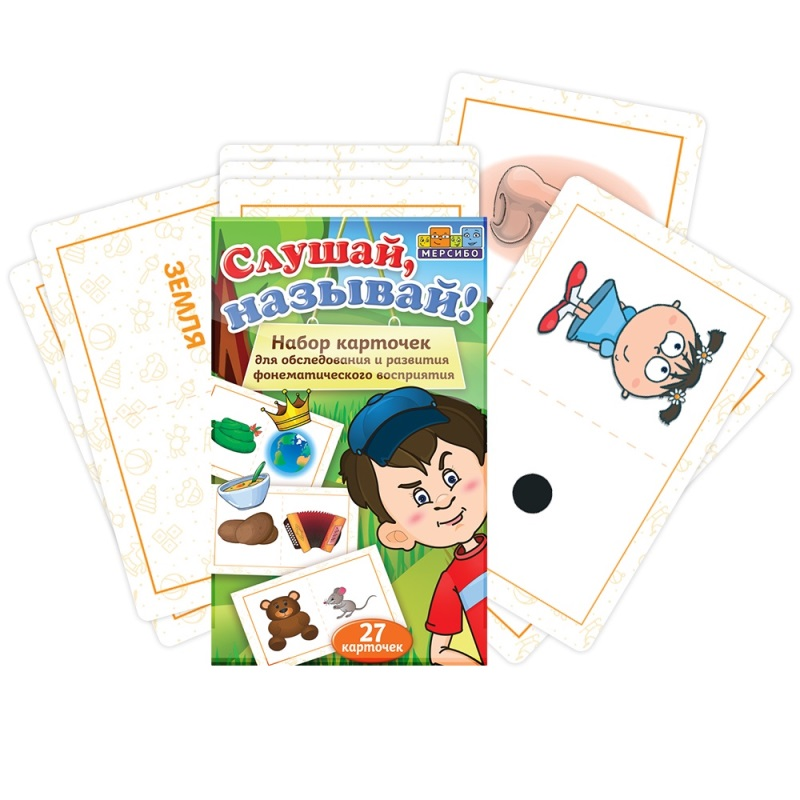 МЕРСИБО
Слушай,
называй!
Набор карточек
для обследования и развития
фонематического восприятия
27
карточек
ЗЕМЛЯ